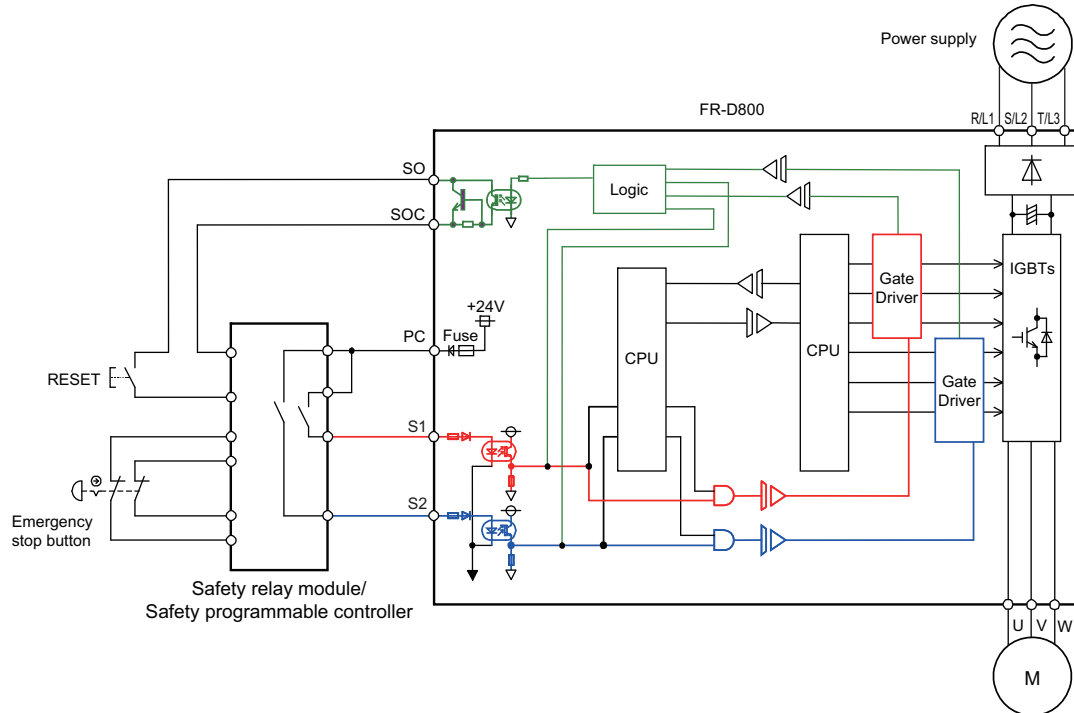 Power supply
FR-D800
R/L1 S/L2 T/L3
SO
Logic
SOC
Gate
Driver
IGBTs
+24V
PC
Fuse
CPU
CPU
RESET
Gate
Driver
S1
S2
Emergency
stop button
Safety relay module/
Safety programmable controller
U V W
M